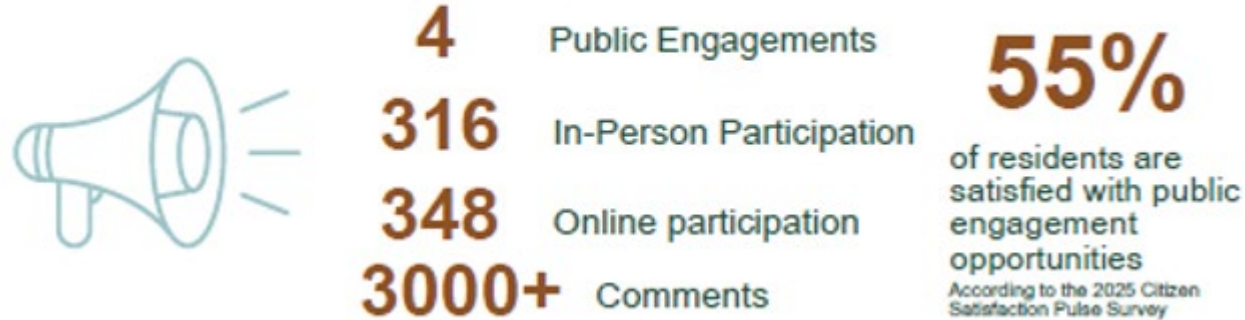 4 Public Engagements
316 In-Person Participation
348 Online participation
3000+ Comments
55%
of residents are
satisfied with public
engagement
opportunities
According to the 2025 Citizen
Satisfaction Pulse Survey